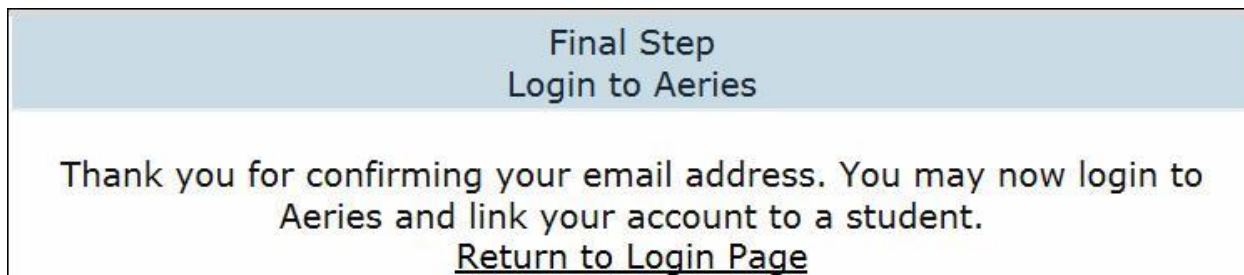 Final Step
Login to Aeries
Thank you for confirming your email address. You may now login to
Aeries and link your account to a student.
Return to Login Page